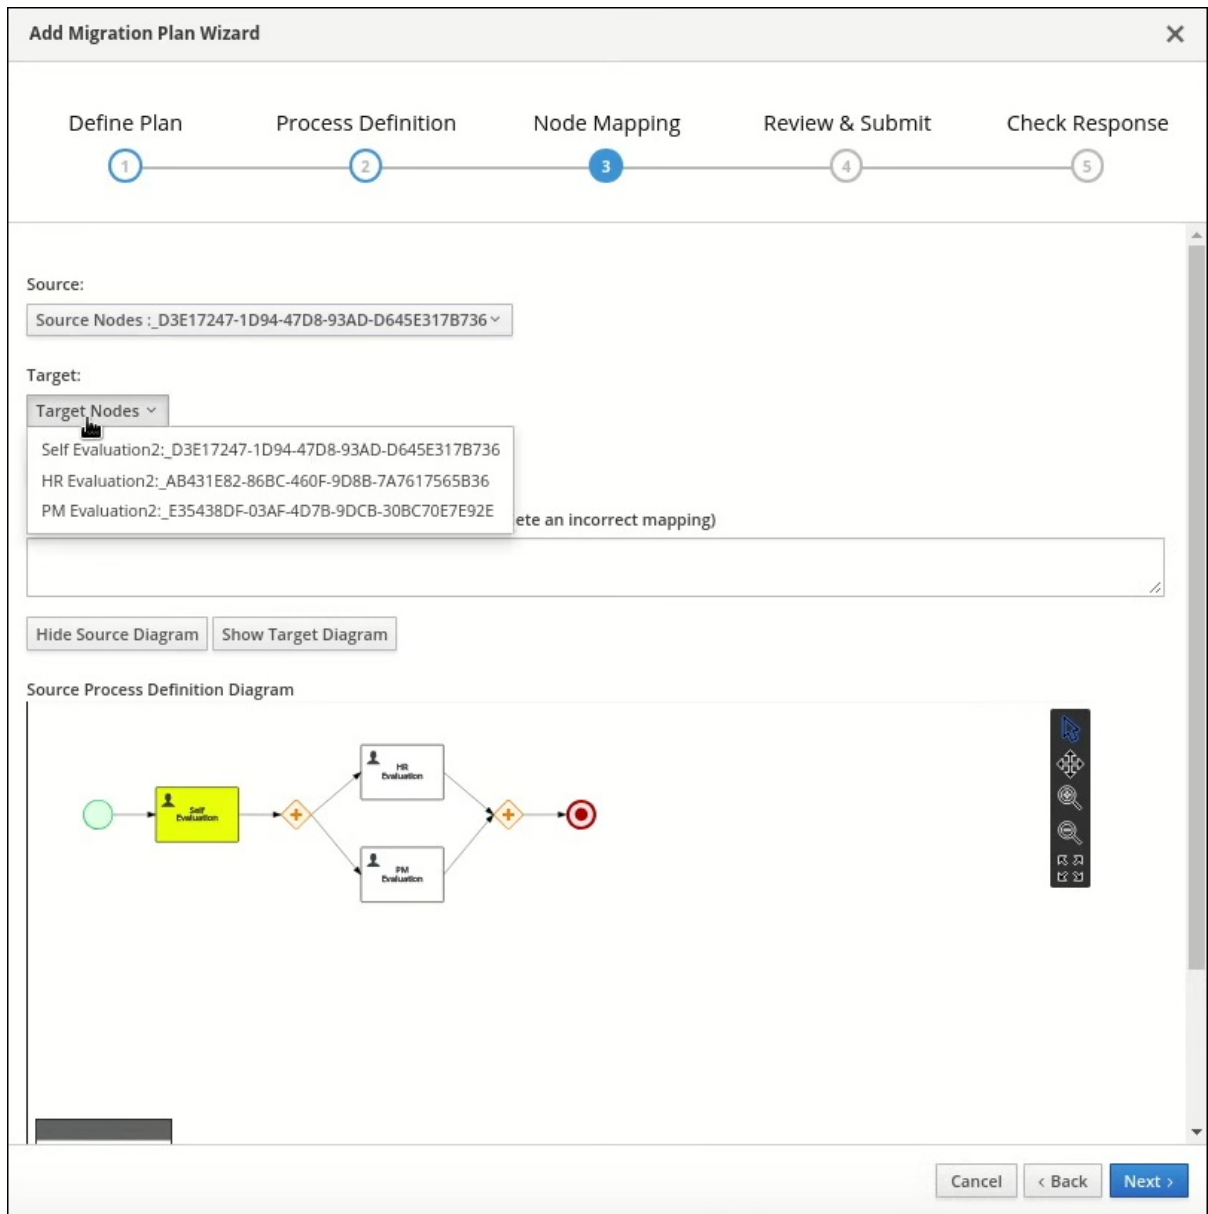 Add Migration Plan Wizard
Define Plan
Process Definition
Node Mapping
Review & Submit
Check Response
1
2
3
4
5
Source:
Source Nodes :_D3E17247-1D94-47D8-93AD-D645E317B736
Target:
Target Nodes
Self Evaluation2:_D3E17247-1D94-47D8-93AD-D645E317B736
HR Evaluation2:_AB431E82-86BC-460F-9D8B-7A7617565B36
PM Evaluation2:_E35438DF-03AF-4D7B-9DCB-30BC70E7E92E
ete an incorrect mapping)
Hide Source Diagram
Show Target Diagram
Source Process Definition Diagram
HR
Evaluation
Self
Evaluation
PM
Evaluation
Cancel
‹ Back
Next ›